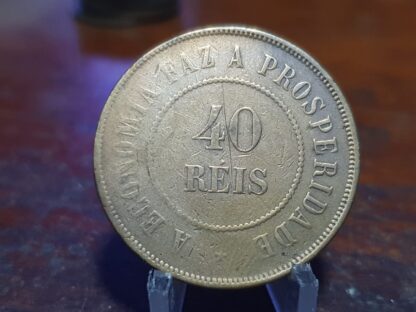 A ECONOMIA FAZ A PROSPERIDADE
40
RÉIS